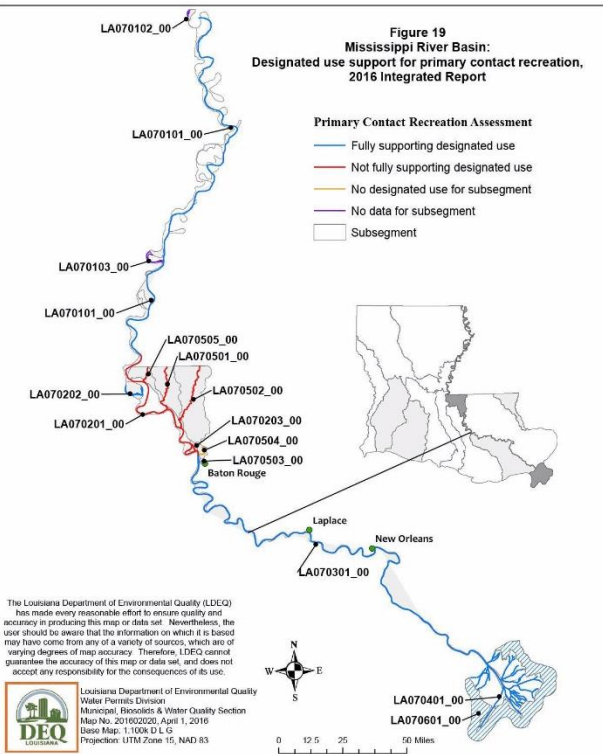 Figure 19
Mississippi River Basin:
Designated use support for primary contact recreation,
2016 Integrated Report
Primary Contact Recreation Assessment
Fully supporting designated use
Not fully supporting designated use
No designated use for subsegment
No data for subsegment
Subsegment
LA070102_00
LA070101_00
LA070103_00
LA070101_00
LA070505_00
LA070501_00
LA070502_00
LA070202_00
LA070201_00
LA070203_00
LA070504_00
LA070503_00
Baton Rouge
Laplace
New Orleans
LA070301_00
LA070401_00
LA070601_00
The Louisiana Department of Environmental Quality (LDEQ)
has made every reasonable effort to ensure quality and
accuracy in producing this map or data set. Nevertheless, the
user should be aware that the information on which it is based
may have come from any of a variety of sources, which are of
varying degrees of map accuracy. Therefore, LDEQ cannot
guarantee the accuracy of this map or data set, and does not
accept any responsibility for the consequences of its use.
DEQ
LOUISIANA
Louisiana Department of Environmental Quality
Water Permits Division
Municipal, Biosolids & Water Quality Section
Map No. 201602020, April 1, 2016
Base Map: 1:100k D L G
Projection: UTM Zone 15, NAD 83
N
W E
S
0 12.5 25 50 Miles